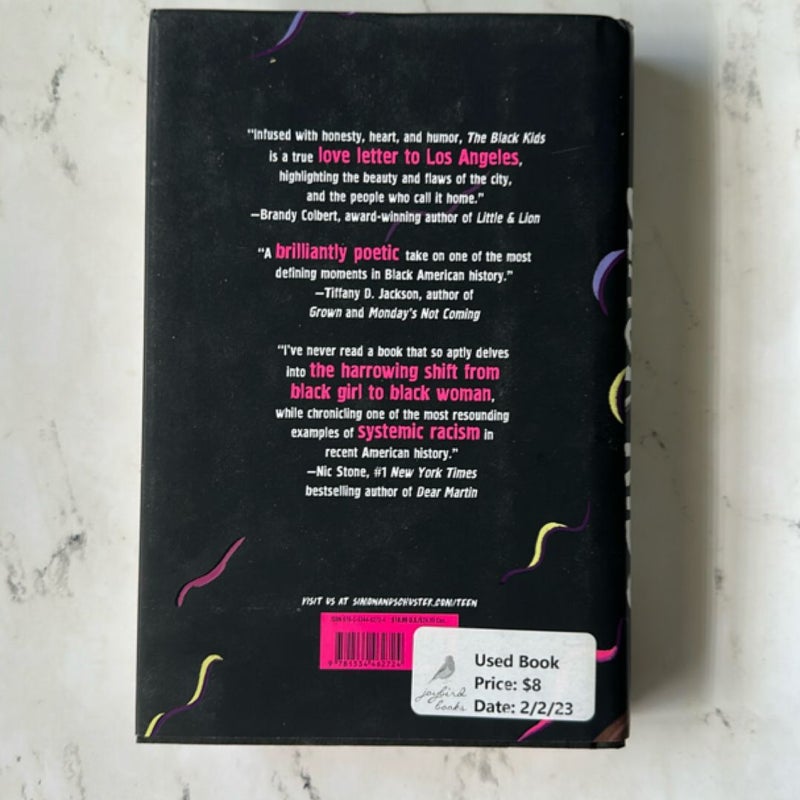 “Infused with honesty, heart, and humor, The Black Kids
is a true love letter to Los Angeles,
highlighting the beauty and flaws of the city,
and the people who call it home.”
—Brandy Colbert, award-winning author of Little & Lion
“A brilliantly poetic take on one of the most
defining moments in Black American history.”
—Tiffany D. Jackson, author of
Grown and Monday's Not Coming
“I've never read a book that so aptly delves
into the harrowing shift from
black girl to black woman,
while chronicling one of the most resounding
examples of systemic racism in
recent American history.”
—Nic Stone, #1 New York Times
bestselling author of Dear Martin
VISIT US AT SIMONANDSCHUSTER.COM/TEEN
9 781534 462724
Used Book
Price: $8
Date: 2/2/23
jaybird
books